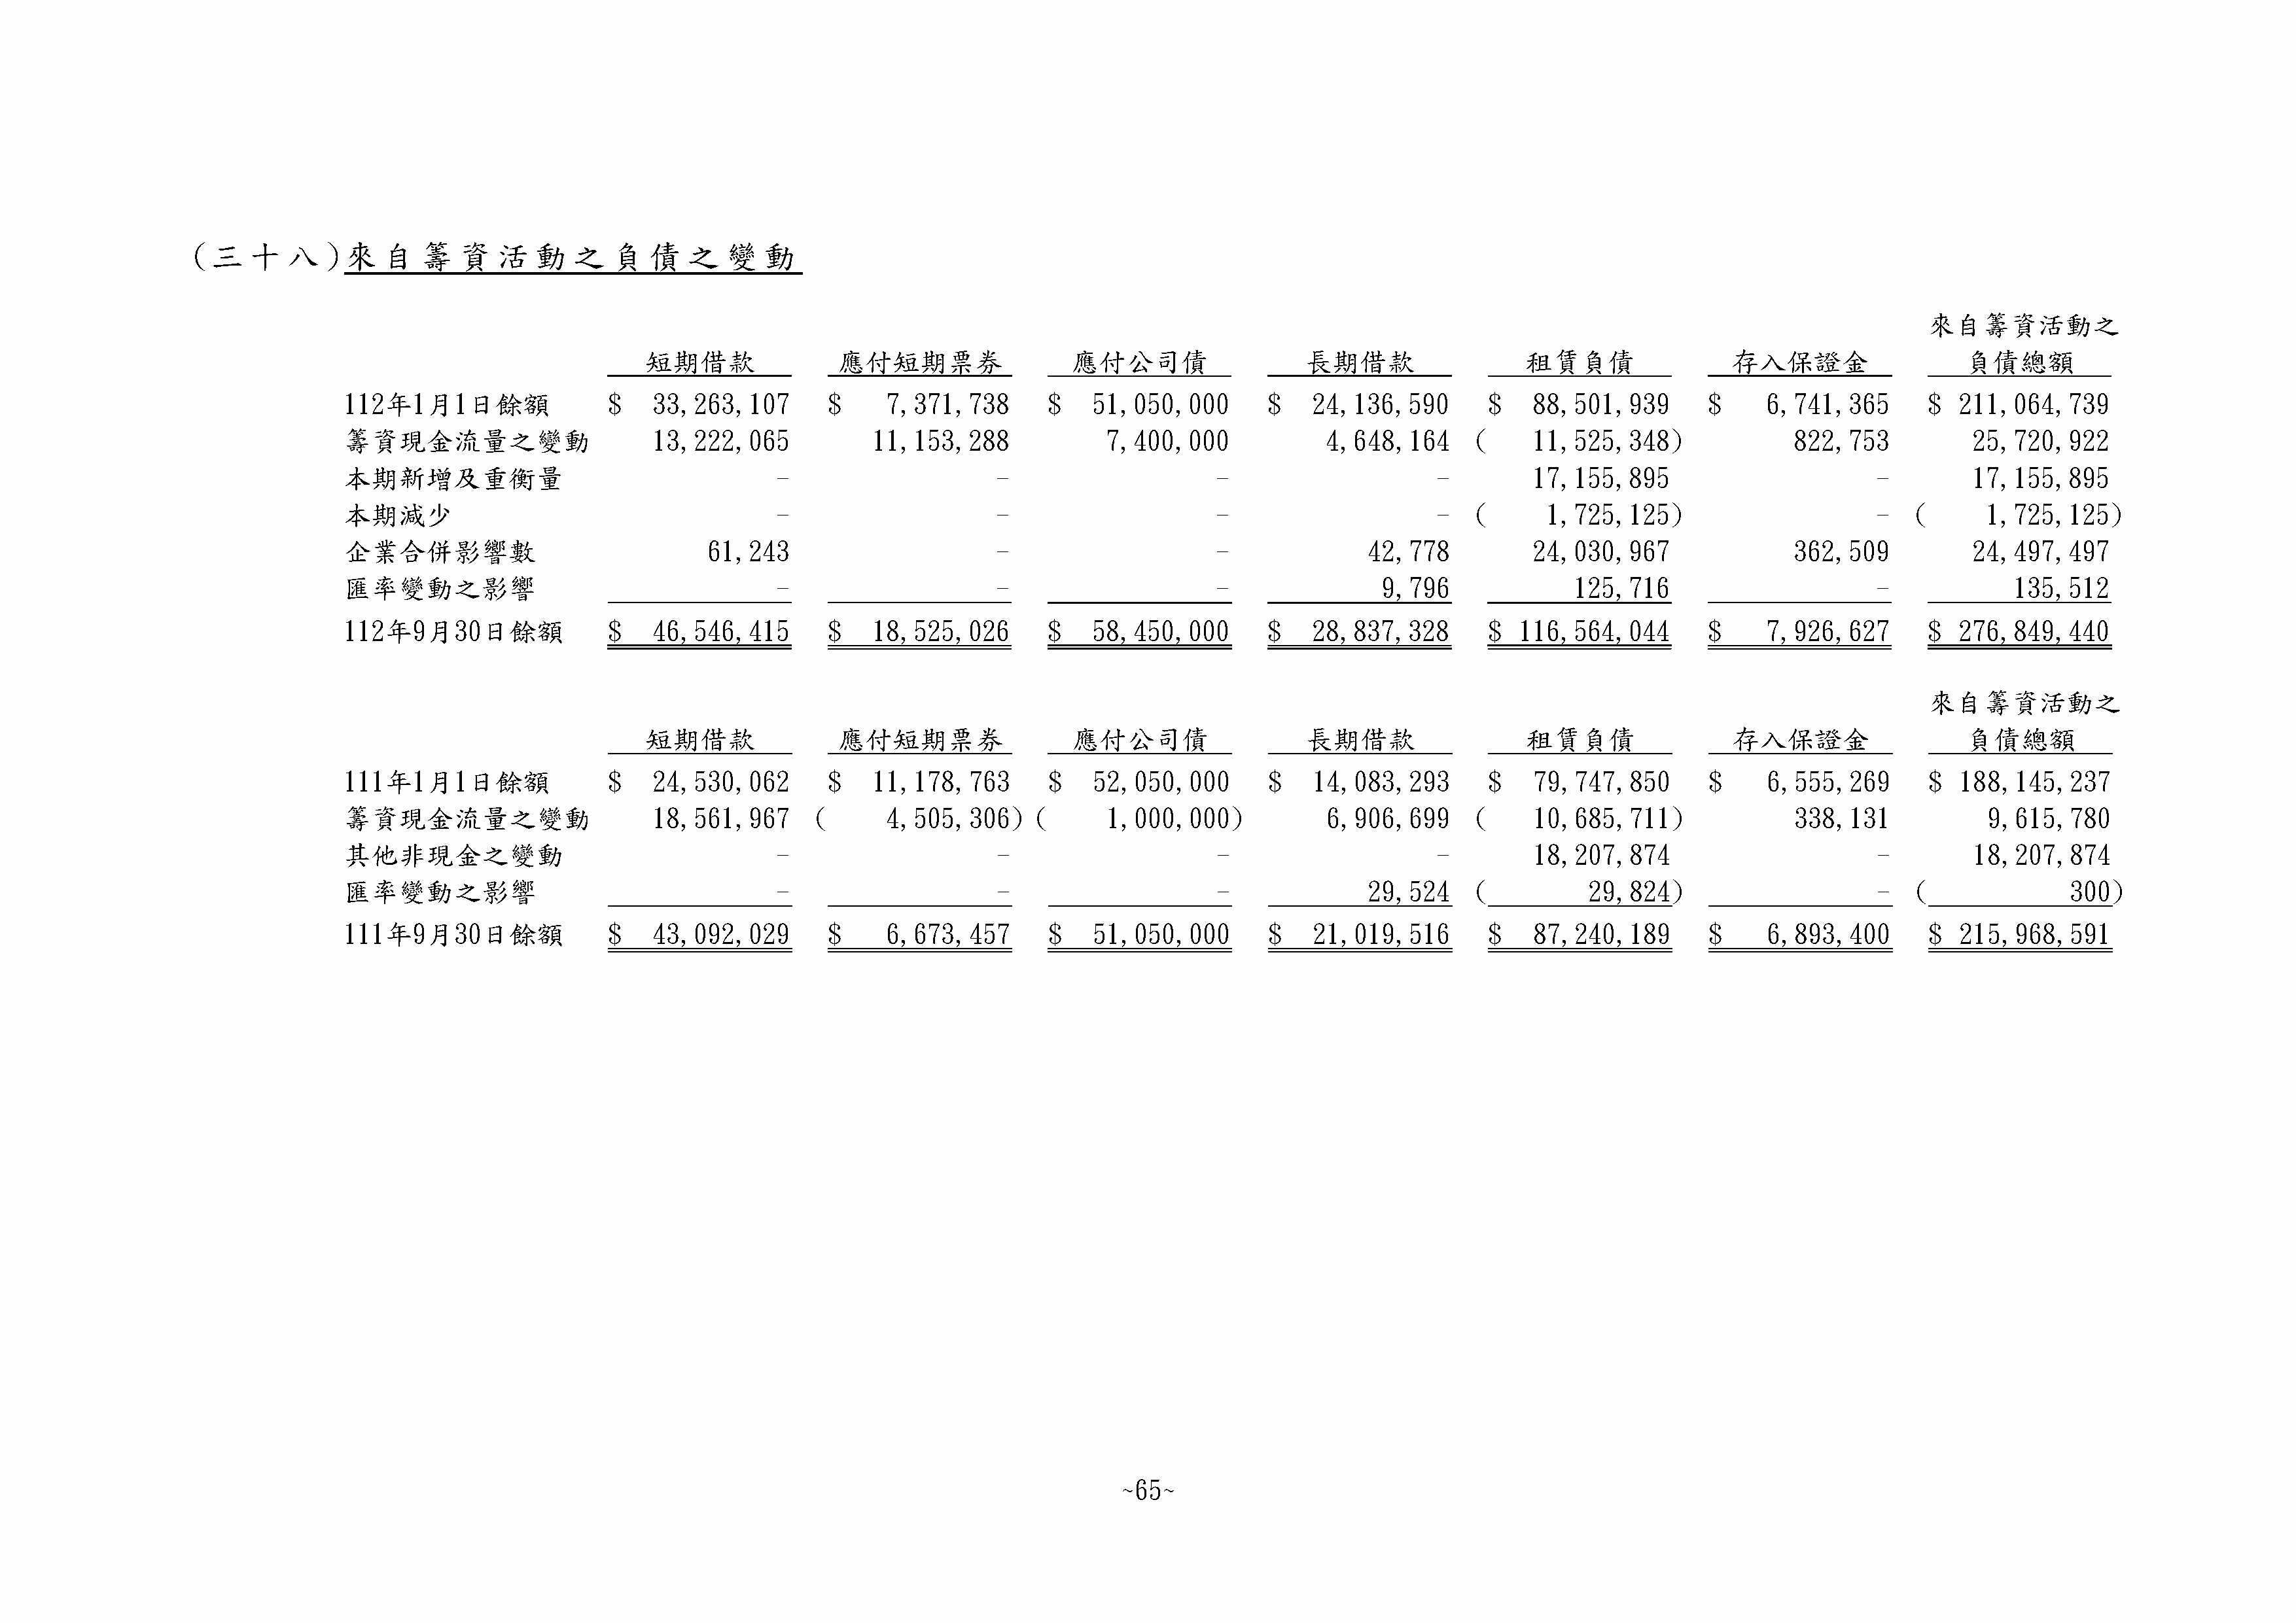 (三十八)來自籌資活動之負債之變動
來自籌資活動之
短期借款 應付短期票券 應付公司債 長期借款 租賃負債 存入保證金 負債總額
112年1月1日餘額 $ 33,263,107 $ 7,371,738 $ 51,050,000 $ 24,136,590 $ 88,501,939 $ 6,741,365 $ 211,064,739
籌資現金流量之變動 13,222,065 11,153,288 7,400,000 4,648,164 ( 11,525,348) 822,753 25,720,922
本期新增及重衡量 - - - - 17,155,895 - 17,155,895
本期減少 - - - - ( 1,725,125) - ( 1,725,125)
企業合併影響數 61,243 - - 42,778 24,030,967 362,509 24,497,497
匯率變動之影響 - - - 9,796 125,716 - 135,512
112年9月30日餘額 $ 46,546,415 $ 18,525,026 $ 58,450,000 $ 28,837,328 $ 116,564,044 $ 7,926,627 $ 276,849,440
來自籌資活動之
短期借款 應付短期票券 應付公司債 長期借款 租賃負債 存入保證金 負債總額
111年1月1日餘額 $ 24,530,062 $ 11,178,763 $ 52,050,000 $ 14,083,293 $ 79,747,850 $ 6,555,269 $ 188,145,237
籌資現金流量之變動 18,561,967 ( 4,505,306) ( 1,000,000) 6,906,699 ( 10,685,711) 338,131 9,615,780
其他非現金之變動 - - - - 18,207,874 - 18,207,874
匯率變動之影響 - - - 29,524 ( 29,824) - ( 300)
111年9月30日餘額 $ 43,092,029 $ 6,673,457 $ 51,050,000 $ 21,019,516 $ 87,240,189 $ 6,893,400 $ 215,968,591
~65~